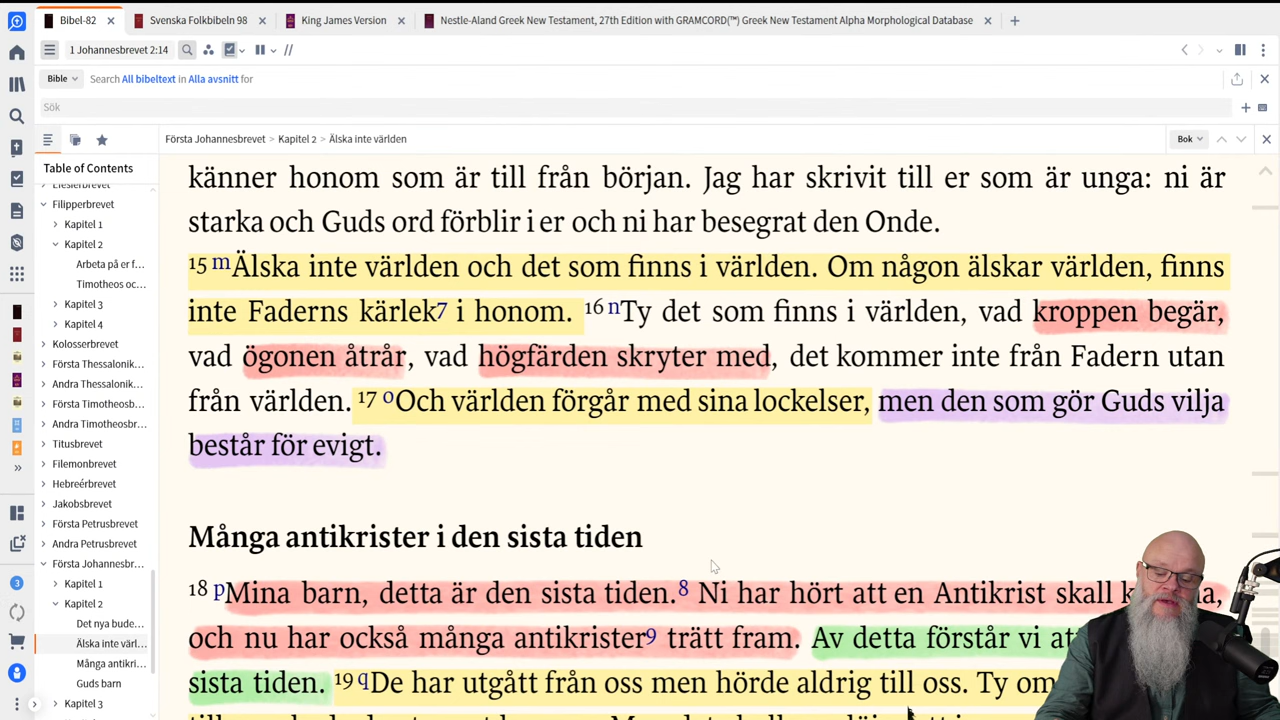 Bibel-82
Svenska Folkbibeln 98
King James Version
Nestle-Aland Greek New Testament, 27th Edition with GRAMCORD(™) Greek New Testament Alpha Morphological Database
1 Johannesbrevet 2:14
Bible
Search All bibeltext in Alla avsnitt for
Sök
Första Johannesbrevet > Kapitel 2 > Älska inte världen
Bok
Table of Contents
Efesierbrevet
Filipperbrevet
Kapitel 1
Kapitel 2
Arbeta på er f...
Timotheos oc...
Kapitel 3
Kapitel 4
Kolosserbrevet
Första Thessalonik...
Andra Thessalonik...
Första Timotheosb...
Andra Timotheosbr...
Titusbrevet
Filemonbrevet
Hebreérbrevet
Jakobsbrevet
Första Petrusbrevet
Andra Petrusbrevet
Första Johannesbr...
Kapitel 1
Kapitel 2
Det nya bude...
Älska inte värl...
Många antikri...
Guds barn
Kapitel 3
3
känner honom som är till från början. Jag har skrivit till er som är unga: ni är
starka och Guds ord förblir i er och ni har besegrat den Onde.
15 mÄlska inte världen och det som finns i världen. Om någon älskar världen, finns
inte Faderns kärlek7 i honom. 16 nTy det som finns i världen, vad kroppen begär,
vad ögonen åtrår, vad högfärden skryter med, det kommer inte från Fadern utan
från världen. 17 oOch världen förgår med sina lockelser, men den som gör Guds vilja
består för evigt.
Många antikrister i den sista tiden
18 pMina barn, detta är den sista tiden.8 Ni har hört att en Antikrist skall
och nu har också många antikrister9 trätt fram. Av detta förstår vi
sista tiden. 19 qDe har utgått från oss men hörde aldrig till oss. Ty om